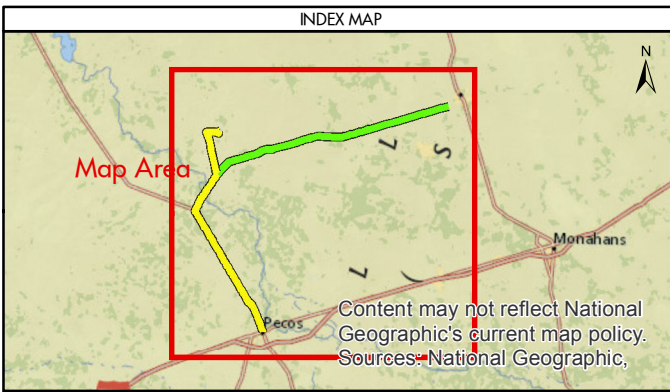 INDEX MAP
N
Map Area
L
S
Monahans
L
)
Pecos
Content may not reflect National
Geographic's current map policy.
Sources: National Geographic,